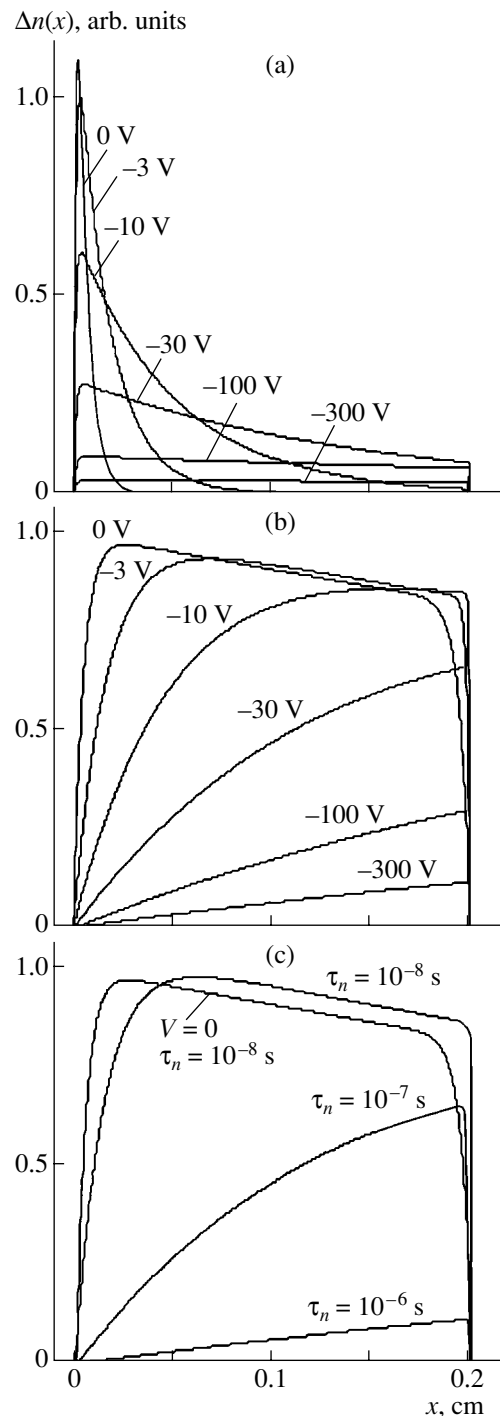 Δn(x), arb. units
(a)
1.0
0 V
–3 V
–10 V
0.5
–30 V
–100 V
–300 V
0
(b)
1.0
0 V
–3 V
–10 V
–30 V
0.5
–100 V
–300 V
0
(c)
1.0
τn = 10–8 s
V = 0
τn = 10–8 s
τn = 10–7 s
0.5
τn = 10–6 s
0
0 0.1 0.2
x, cm